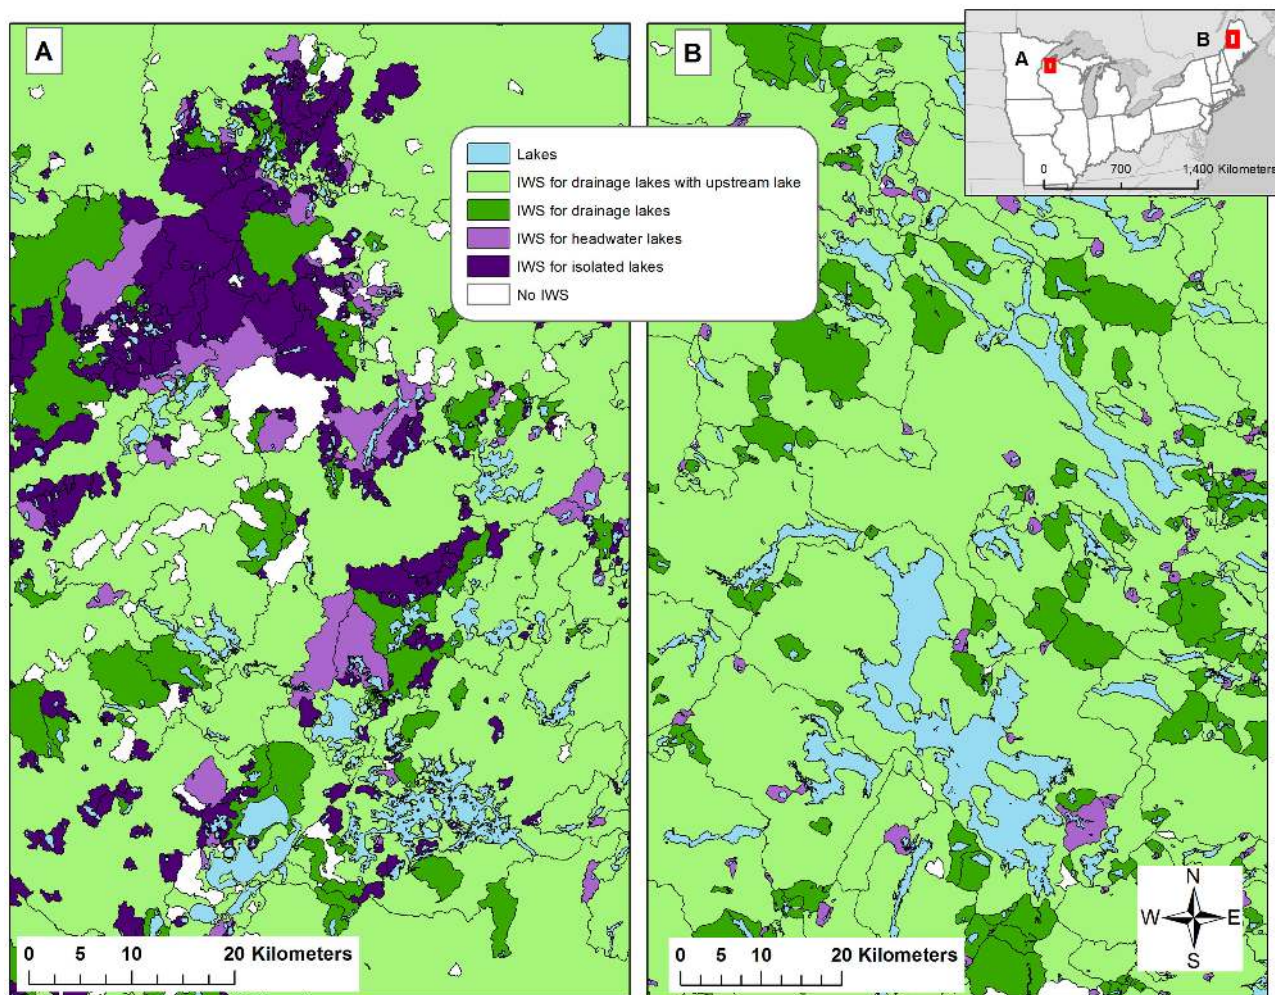 A
B
Lakes
IWS for drainage lakes with upstream lake
IWS for drainage lakes
IWS for headwater lakes
IWS for isolated lakes
No IWS
A
B
0 700 1,400 Kilometers
0 5 10 20 Kilometers
0 5 10 20 Kilometers
N
W E
S